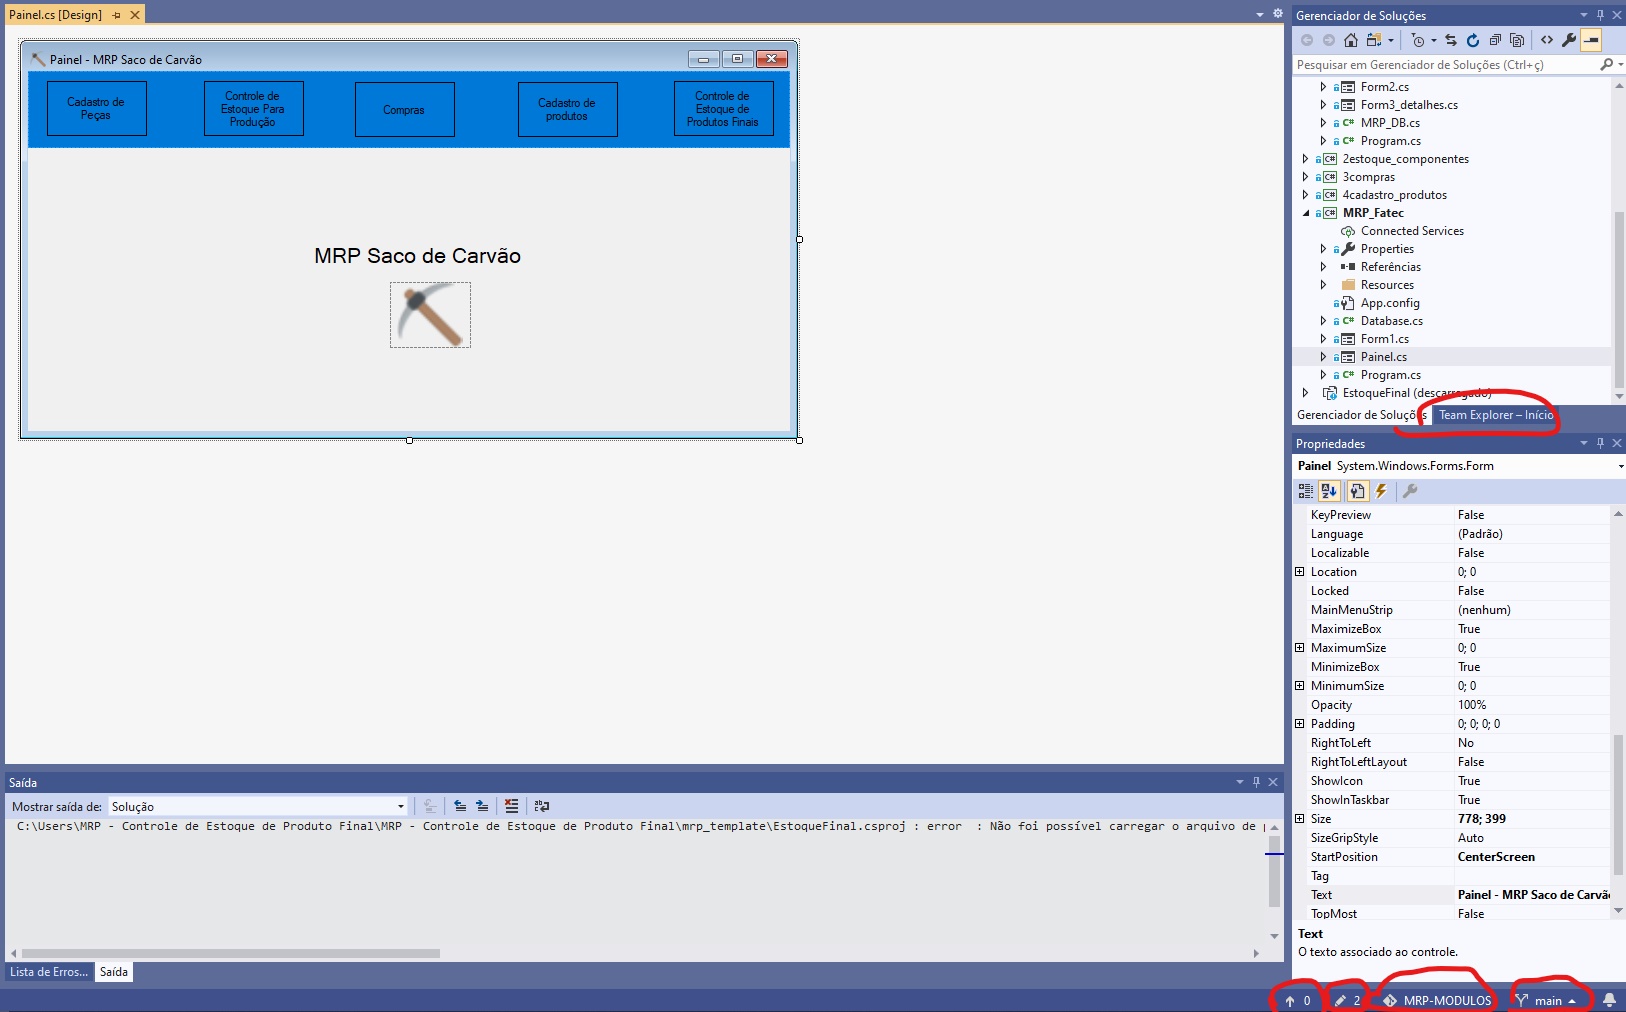 Painel.cs [Design]
Painel - MRP Saco de Carvão
Cadastro de
Peças
Controle de
Estoque Para
Produção
Compras
Cadastro de
produtos
Controle de
Estoque de
Produtos Finais
MRP Saco de Carvão
Saída
Mostrar saída de: Solução
C:\Users\MRP - Controle de Estoque de Produto Final\MRP - Controle de Estoque de Produto Final\mrp_template\EstoqueFinal.csproj : error  : Não foi possível carregar o arquivo de
Lista de Erros... Saída
Gerenciador de Soluções
Pesquisar em Gerenciador de Soluções (Ctrl+ç)
Form2.cs
Form3_detalhes.cs
C# MRP_DB.cs
C# Program.cs
C# 2estoque_componentes
C# 3compras
C# 4cadastro_produtos
C# MRP_Fatec
Connected Services
Properties
Referências
Resources
App.config
C# Database.cs
Form1.cs
Painel.cs
C# Program.cs
EstoqueFinal (descarregado)
Gerenciador de Soluções Team Explorer – Início
Propriedades
Painel System.Windows.Forms.Form
KeyPreview False
Language (Padrão)
Localizable False
Location 0; 0
Locked False
MainMenuStrip (nenhum)
MaximizeBox True
MaximumSize 0; 0
MinimizeBox True
MinimumSize 0; 0
Opacity 100%
Padding 0; 0; 0; 0
RightToLeft No
RightToLeftLayout False
ShowIcon True
ShowInTaskbar True
Size 778; 399
SizeGripStyle Auto
StartPosition CenterScreen
Tag
Text Painel - MRP Saco de Carvão
TopMost False
Text
O texto associado ao controle.
0 2 MRP-MODULOS main